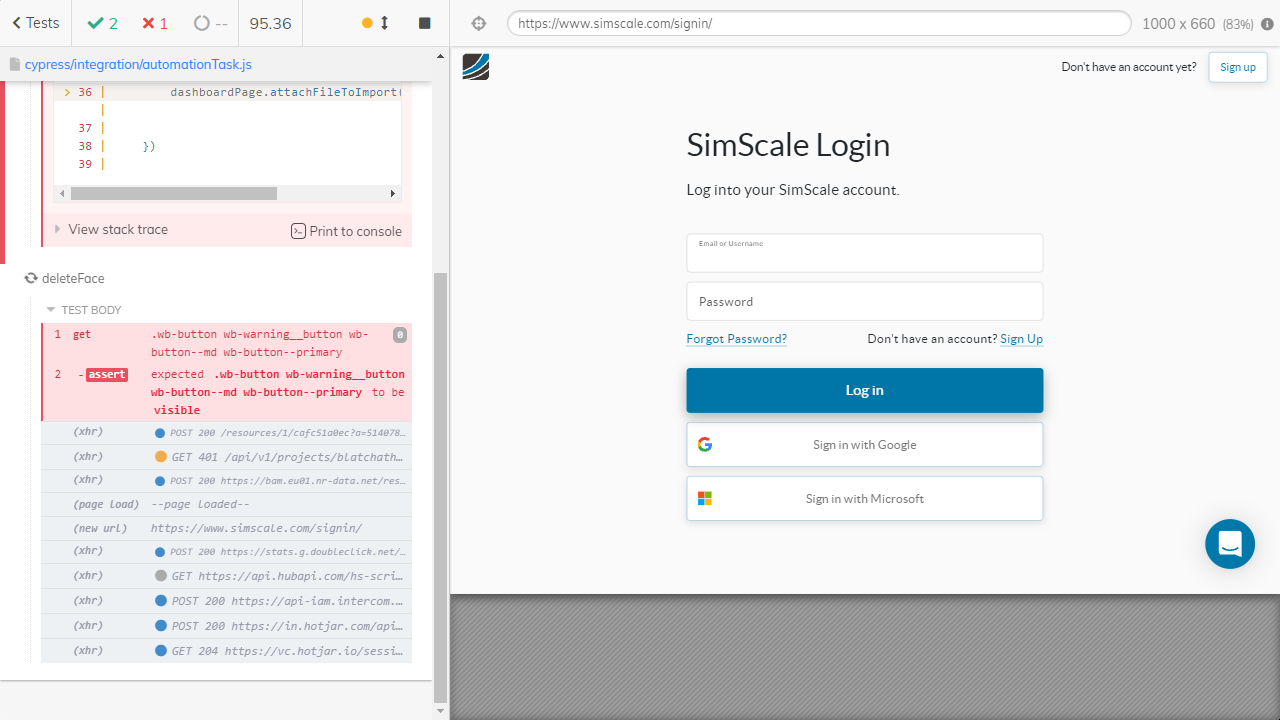 Tests 2 1 -- 95.36
https://www.simscale.com/signin/ 1000 x 660 (83%)
cypress/integration/automationTask.js
> 36 | dashboardPage.attachFileToImport(
|
37 |
38 | })
39 |
View stack trace Print to console
deleteFace
TEST BODY
1 get .wb-button wb-warning__button wb-
button--md wb-button--primary 0
2 -assert expected .wb-button wb-warning__button
wb-button--md wb-button--primary to be
visible
(xhr) POST 200 /resources/1/cafc51a0ec?a=514078…
(xhr) GET 401 /api/v1/projects/blatchath…
(xhr) POST 200 https://bam.eu01.nr-data.net/res…
(page load) --page loaded--
(new url) https://www.simscale.com/signin/
(xhr) POST 200 https://stats.g.doubleclick.net/…
(xhr) GET https://api.hubapi.com/hs-scri…
(xhr) POST 200 https://api-iam.intercom.…
(xhr) POST 200 https://in.hotjar.com/api…
(xhr) GET 204 https://vc.hotjar.io/sessi…
Don't have an account yet? Sign up
SimScale Login
Log into your SimScale account.
Email or Username
Password
Forgot Password? Don't have an account? Sign Up
Log in
Sign in with Google
Sign in with Microsoft